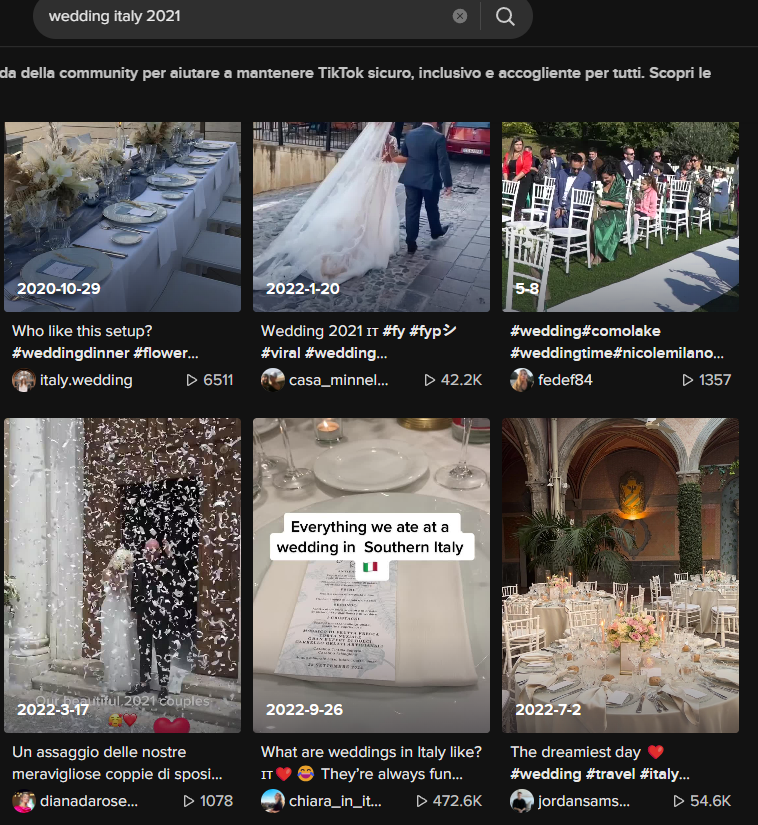 wedding italy 2021
da della community per aiutare a mantenere TikTok sicuro, inclusivo e accogliente per tutti. Scopri le
2020-10-29
Who like this setup?
#weddingdinner #flower...
italy.wedding 6511
2022-1-20
Wedding 2021 IT #fy #fypシ
#viral #wedding...
casa_minnel... 42.2K
5-8
#wedding#comolake
#weddingtime#nicolemilano...
fedef84 1357
Our beautiful 2021 couples
2022-3-17
Un assaggio delle nostre
meravigliose coppie di sposi...
dianadarose... 1078
Everything we ate at a
wedding in Southern Italy
2022-9-26
What are weddings in Italy like?
IT❤️ 😂 They're always fun...
chiara_in_it... 472.6K
2022-7-2
The dreamiest day ❤️
#wedding #travel #italy...
jordansams... 54.6K